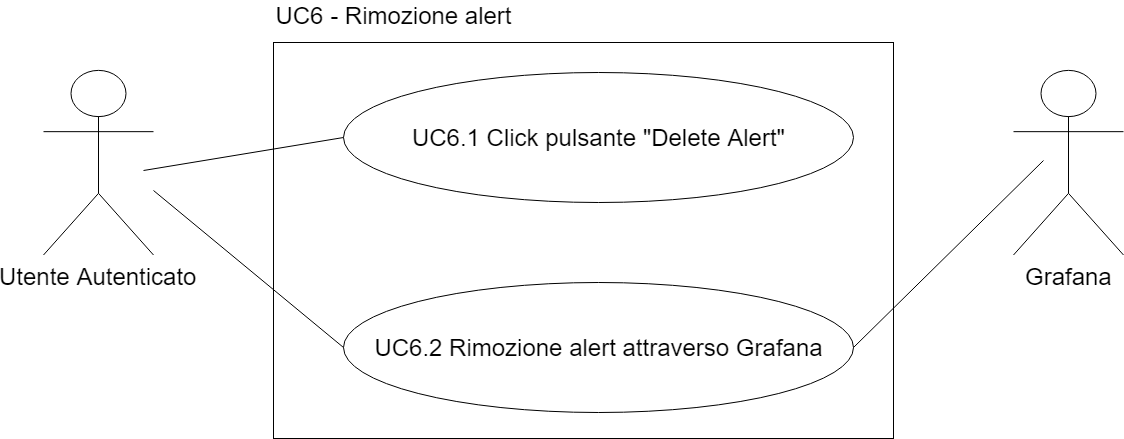 UC6 - Rimozione alert
UC6.1 Click pulsante "Delete Alert"
Utente Autenticato
Grafana
UC6.2 Rimozione alert attraverso Grafana